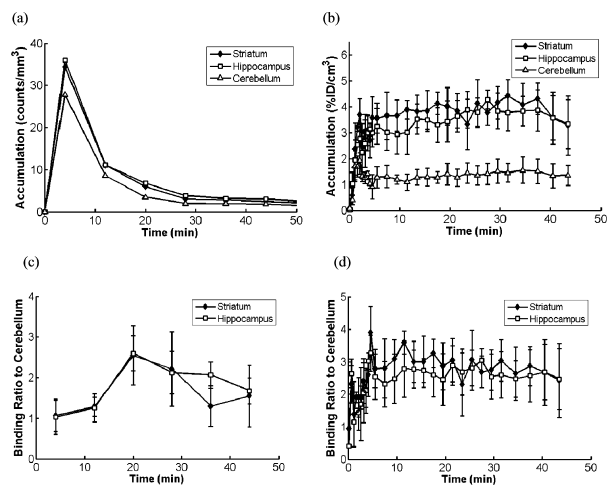 (a)
(b)
Accumulation (counts/mm³)
40
30
20
10
0
Striatum
Hippocampus
Cerebellum
0 10 20 30 40 50
Time (min)
Accumulation (%ID/cm³)
6
5
4
3
2
1
0
Striatum
Hippocampus
Cerebellum
0 10 20 30 40 50
Time (min)
(c)
(d)
Binding Ratio to Cerebellum
4
3
2
1
0
Striatum
Hippocampus
0 10 20 30 40 50
Time (min)
Binding Ratio to Cerebellum
5
4
3
2
1
0
Striatum
Hippocampus
0 10 20 30 40 50
Time (min)